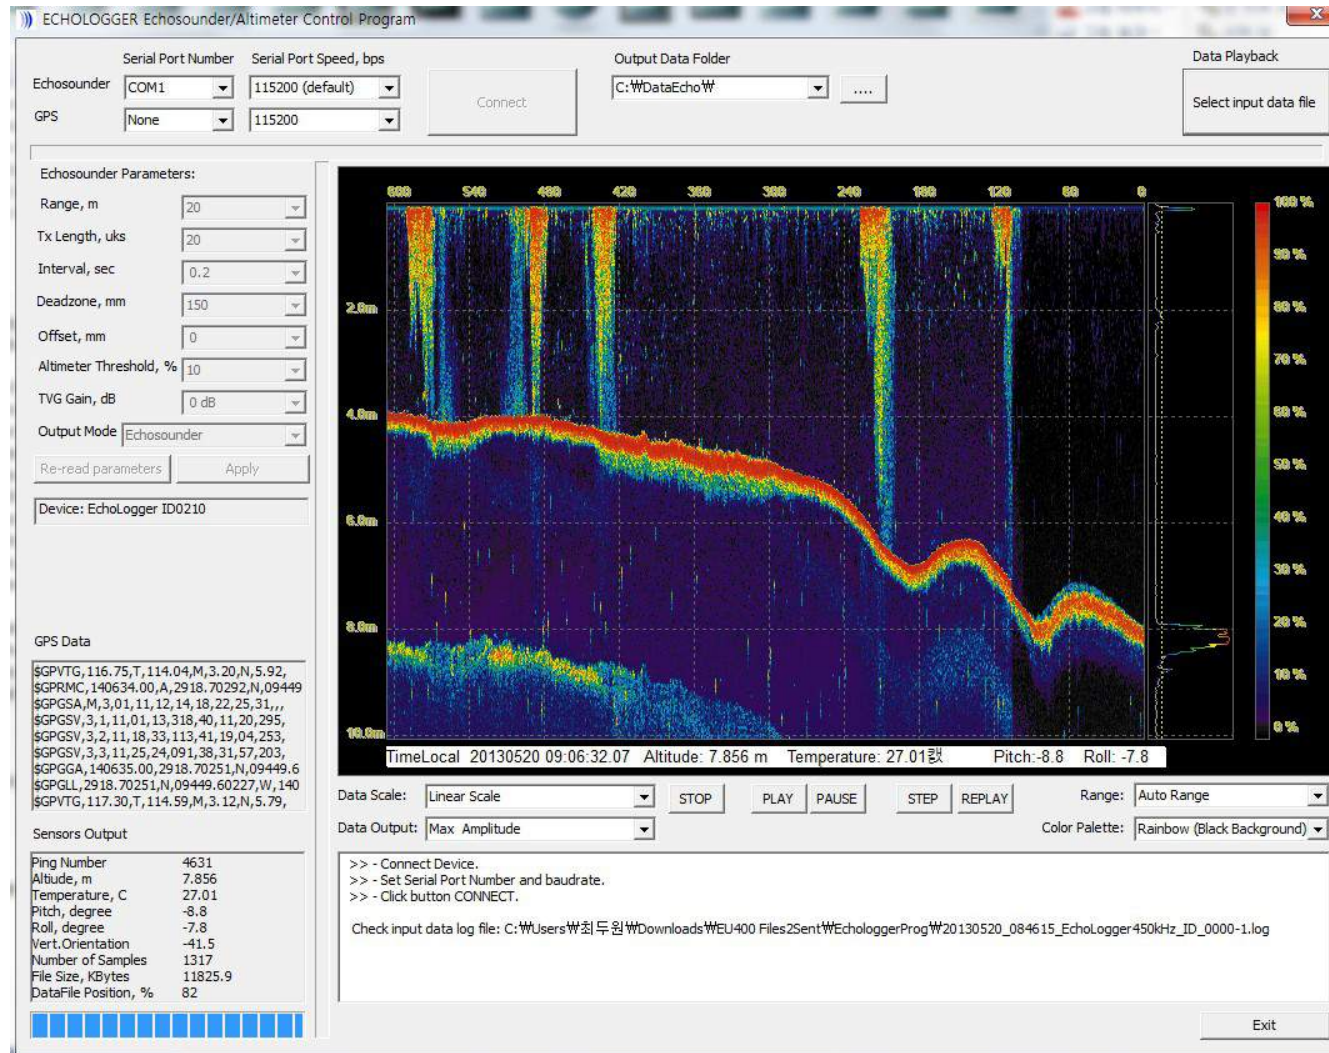 ECHOLOGGER Echosounder/Altimeter Control Program
Serial Port Number Serial Port Speed, bps Output Data Folder Data Playback
Echosounder COM1 115200 (default) Connect C:₩DataEcho₩ .... Select input data file
GPS None 115200
Echosounder Parameters:
Range, m 20
Tx Length, uks 20
Interval, sec 0.2
Deadzone, mm 150
Offset, mm 0
Altimeter Threshold, % 10
TVG Gain, dB 0 dB
Output Mode Echosounder
Re-read parameters Apply
Device: EchoLogger ID0210
GPS Data
$GPVTG,116.75,T,114.04,M,3.20,N,5.92,
$GPRMC,140634.00,A,2918.70292,N,09449
$GPGSA,M,3,01,11,12,14,18,22,25,31,,,
$GPGSV,3,1,11,01,13,318,40,11,20,295,
$GPGSV,3,2,11,18,33,113,41,19,04,253,
$GPGSV,3,3,11,25,24,091,38,31,57,203,
$GPGGA,140635.00,2918.70251,N,09449.6
$GPGLL,2918.70251,N,09449.60227,W,140
$GPVTG,117.30,T,114.59,M,3.12,N,5.79,
Sensors Output
Ping Number 4631
Altiude, m 7.856
Temperature, C 27.01
Pitch, degree -8.8
Roll, degree -7.8
Vert.Orientation -41.5
Number of Samples 1317
File Size, KBytes 11825.9
DataFile Position, % 82
600 540 480 420 360 300 240 180 120 60 0
2.0m
4.0m
6.0m
8.0m
10.0m
100 %
90 %
80 %
70 %
60 %
50 %
40 %
30 %
20 %
10 %
0 %
TimeLocal 20130520 09:06:32.07 Altitude: 7.856 m Temperature: 27.01캜 Pitch:-8.8 Roll: -7.8
Data Scale: Linear Scale STOP PLAY PAUSE STEP REPLAY Range: Auto Range
Data Output: Max Amplitude Color Palette: Rainbow (Black Background)
>> - Connect Device.
>> - Set Serial Port Number and baudrate.
>> - Click button CONNECT.
Check input data log file: C:₩Users₩최두원₩Downloads₩EU400 Files2Sent₩EchologgerProg₩20130520_084615_EchoLogger450kHz_ID_0000-1.log
Exit